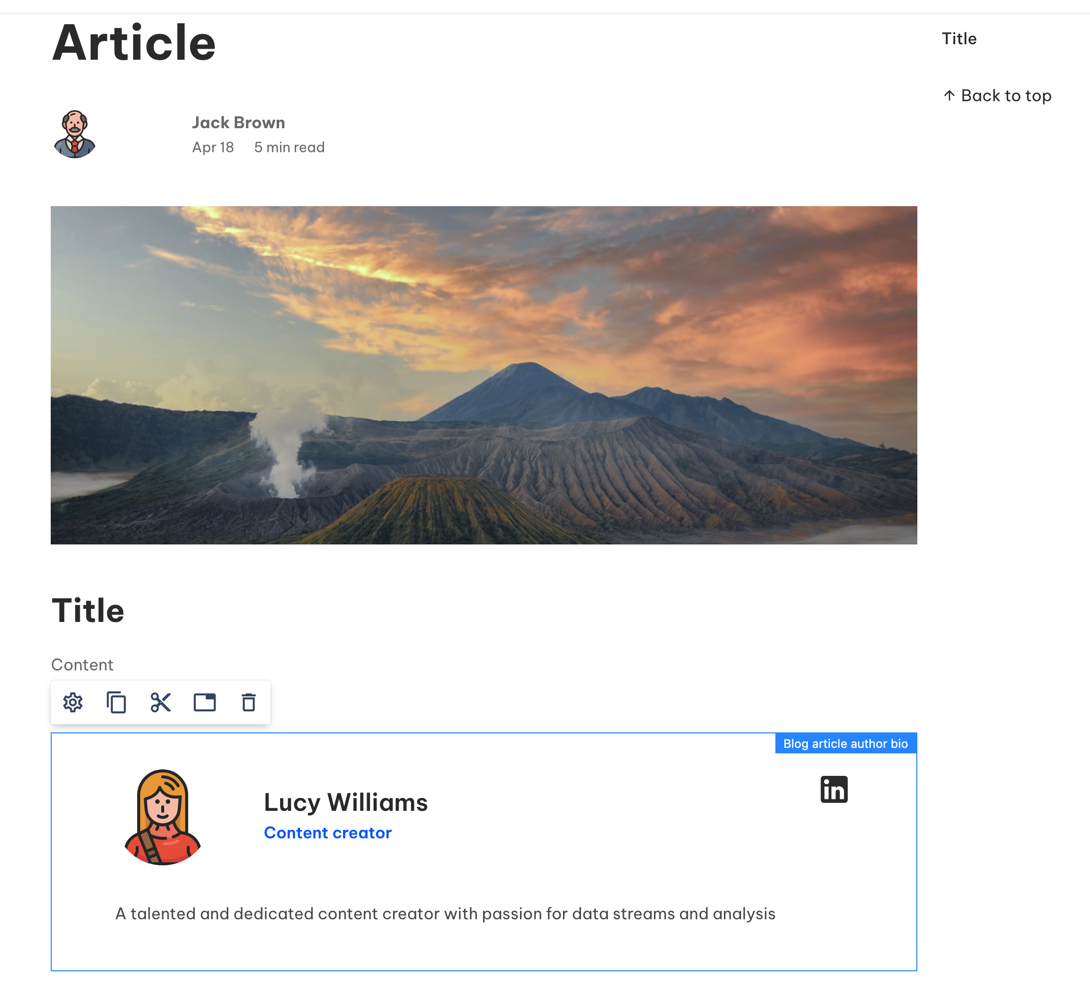 Article
Title
↑ Back to top
Jack Brown
Apr 18 5 min read
Title
Content
Blog article author bio
in
Lucy Williams
Content creator
A talented and dedicated content creator with passion for data streams and analysis